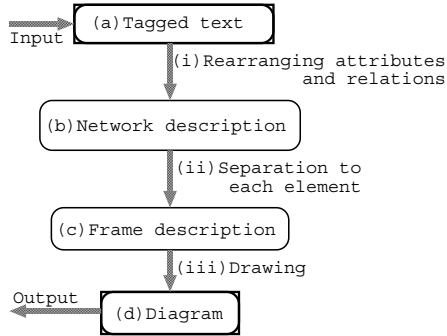 (a)Tagged text
Input
(i)Rearranging attributes
and relations
(b)Network description
(ii)Separation to
each element
(c)Frame description
(iii)Drawing
Output
(d)Diagram